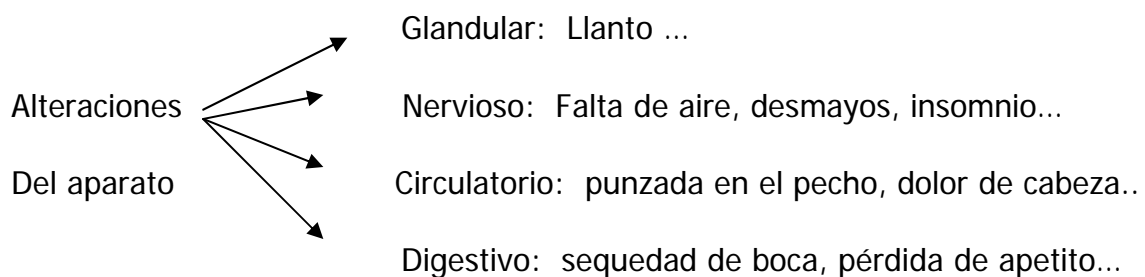 Glandular: Llanto …
Alteraciones
Nervioso: Falta de aire, desmayos, insomnio…
Del aparato
Circulatorio: punzada en el pecho, dolor de cabeza..
Digestivo: sequedad de boca, pérdida de apetito…